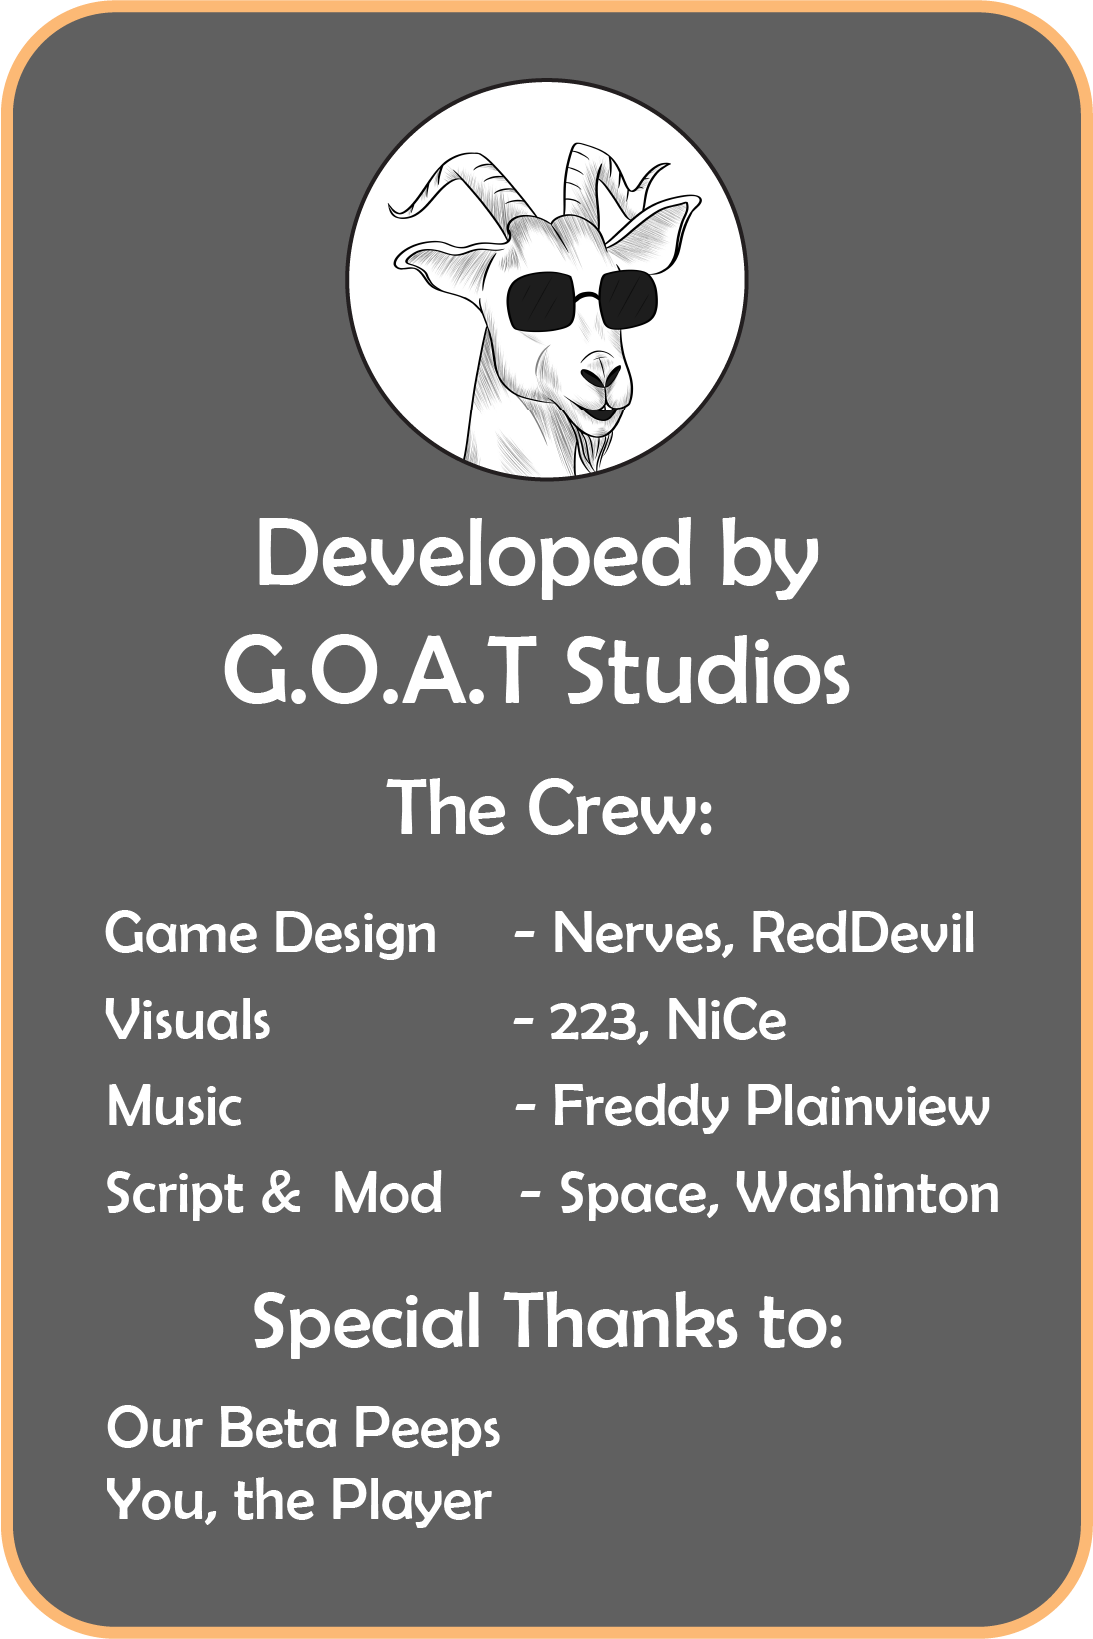 Developed by
G.O.A.T Studios
The Crew:
Game Design - Nerves, RedDevil
Visuals - 223, NiCe
Music - Freddy Plainview
Script & Mod - Space, Washinton
Special Thanks to:
Our Beta Peeps
You, the Player